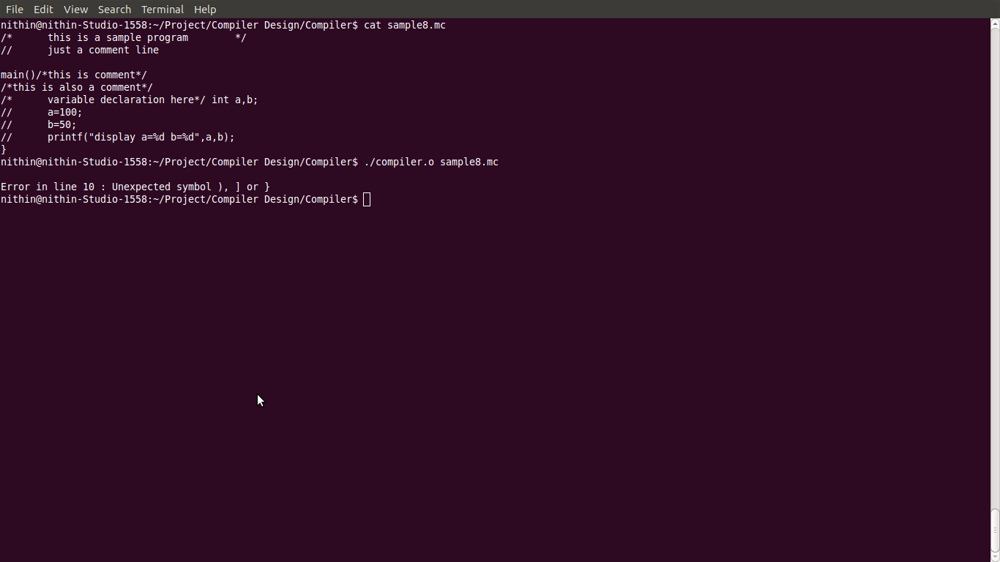 File Edit View Search Terminal Help
nithin@nithin-Studio-1558:~/Project/Compiler Design/Compiler$ cat sample8.mc
/*      this is a sample program        */
//      just a comment line

main()/*this is comment*/
/*this is also a comment*/
/*      variable declaration here*/ int a,b;
//      a=100;
//      b=50;
//      printf("display a=%d b=%d",a,b);
}
nithin@nithin-Studio-1558:~/Project/Compiler Design/Compiler$ ./compiler.o sample8.mc

Error in line 10 : Unexpected symbol ), ] or }
nithin@nithin-Studio-1558:~/Project/Compiler Design/Compiler$